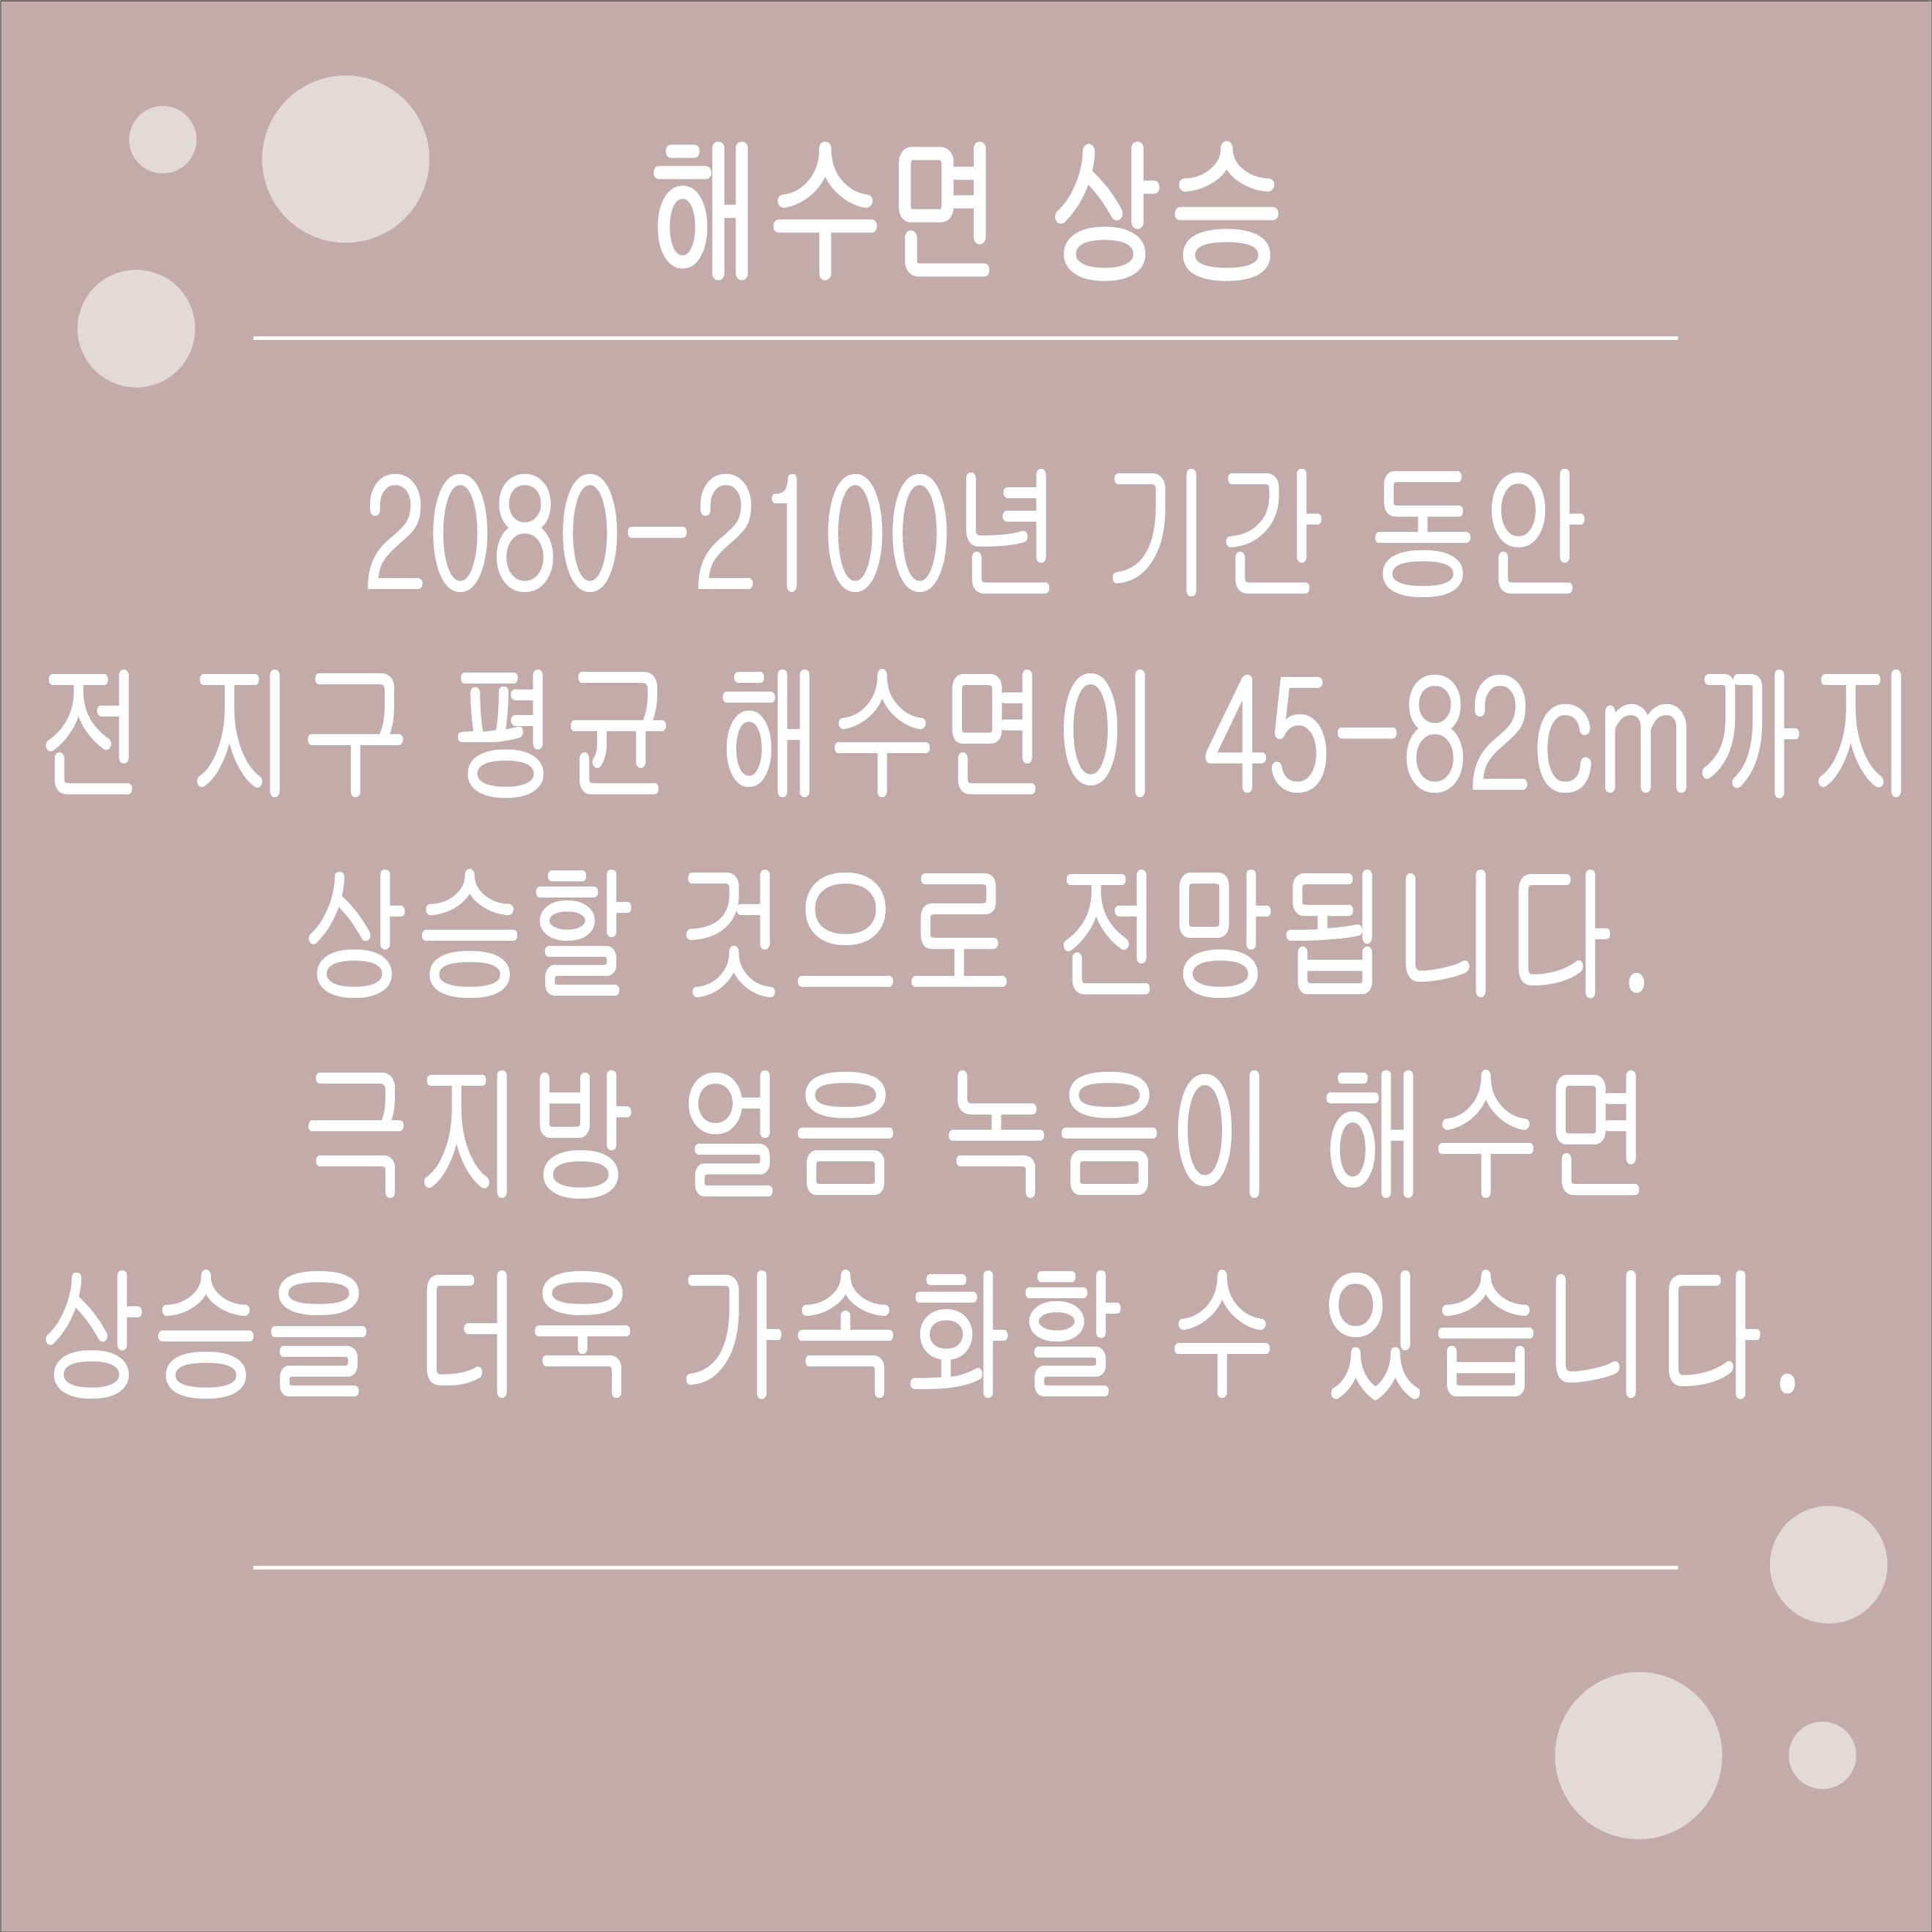 해수면 상승
2080-2100년 기간 동안
전 지구 평균 해수면이 45-82cm까지
상승할 것으로 전망됩니다.
극지방 얼음 녹음이 해수면
상승을 더욱 가속화할 수 있습니다.